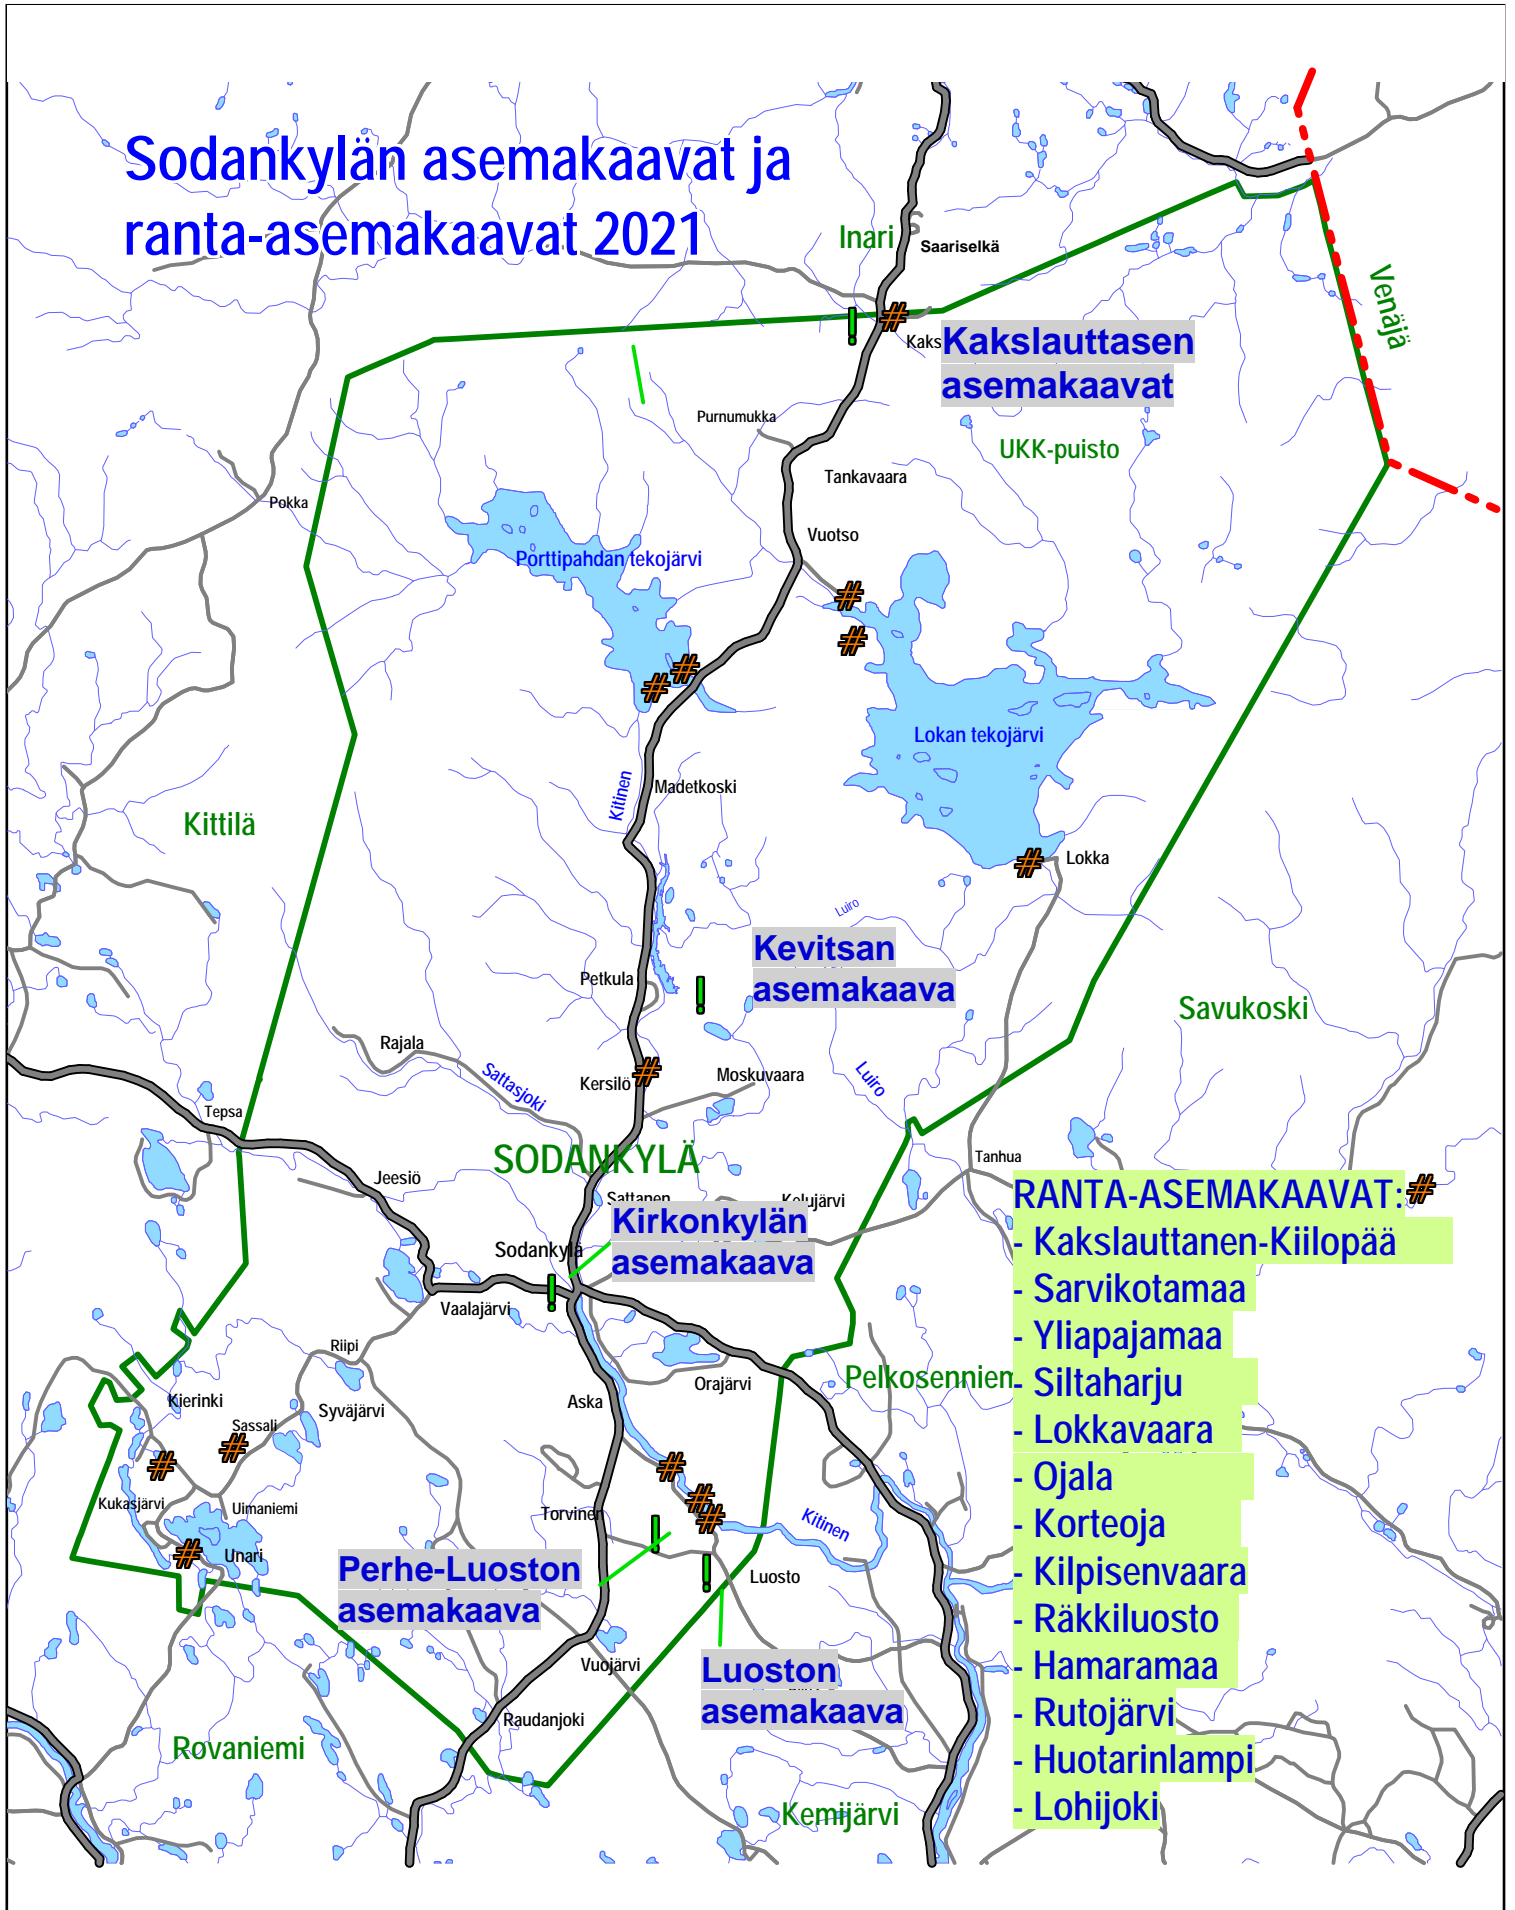 Sodankylän asemakaavat ja
ranta-asemakaavat 2021
Inari
Saariselkä
Venäjä
Kaks
Kakslauttasen
asemakaavat
Purnumukka
UKK-puisto
Tankavaara
Pokka
Vuotso
Porttipahdan tekojärvi
Lokan tekojärvi
Kitinen
Madetkoski
Kittilä
Lokka
Luiro
Kevitsan
asemakaava
Petkula
Savukoski
Rajala
Sattasjoki
Kersilö
Moskuvaara
Luiro
Tepsa
SODANKYLÄ
Tanhua
Jeesiö
Sattanen
Kelujärvi
Kirkonkylän
asemakaava
Sodankylä
Vaalajärvi
Riipi
Orajärvi
Pelkosenniem
Kierinki
Sassali
Syväjärvi
Aska
Kukasjärvi
Uimaniemi
Torvinen
Kitinen
Unari
Perhe-Luoston
asemakaava
Luosto
Vuojärvi
Luoston
asemakaava
Raudanjoki
Rovaniemi
Kemijärvi
RANTA-ASEMAKAAVAT:
- Kakslauttanen-Kiilopää
- Sarvikotamaa
- Yliapajamaa
- Siltaharju
- Lokkavaara
- Ojala
- Korteoja
- Kilpisenvaara
- Räkkiluosto
- Hamaramaa
- Rutojärvi
- Huotarinlampi
- Lohijoki